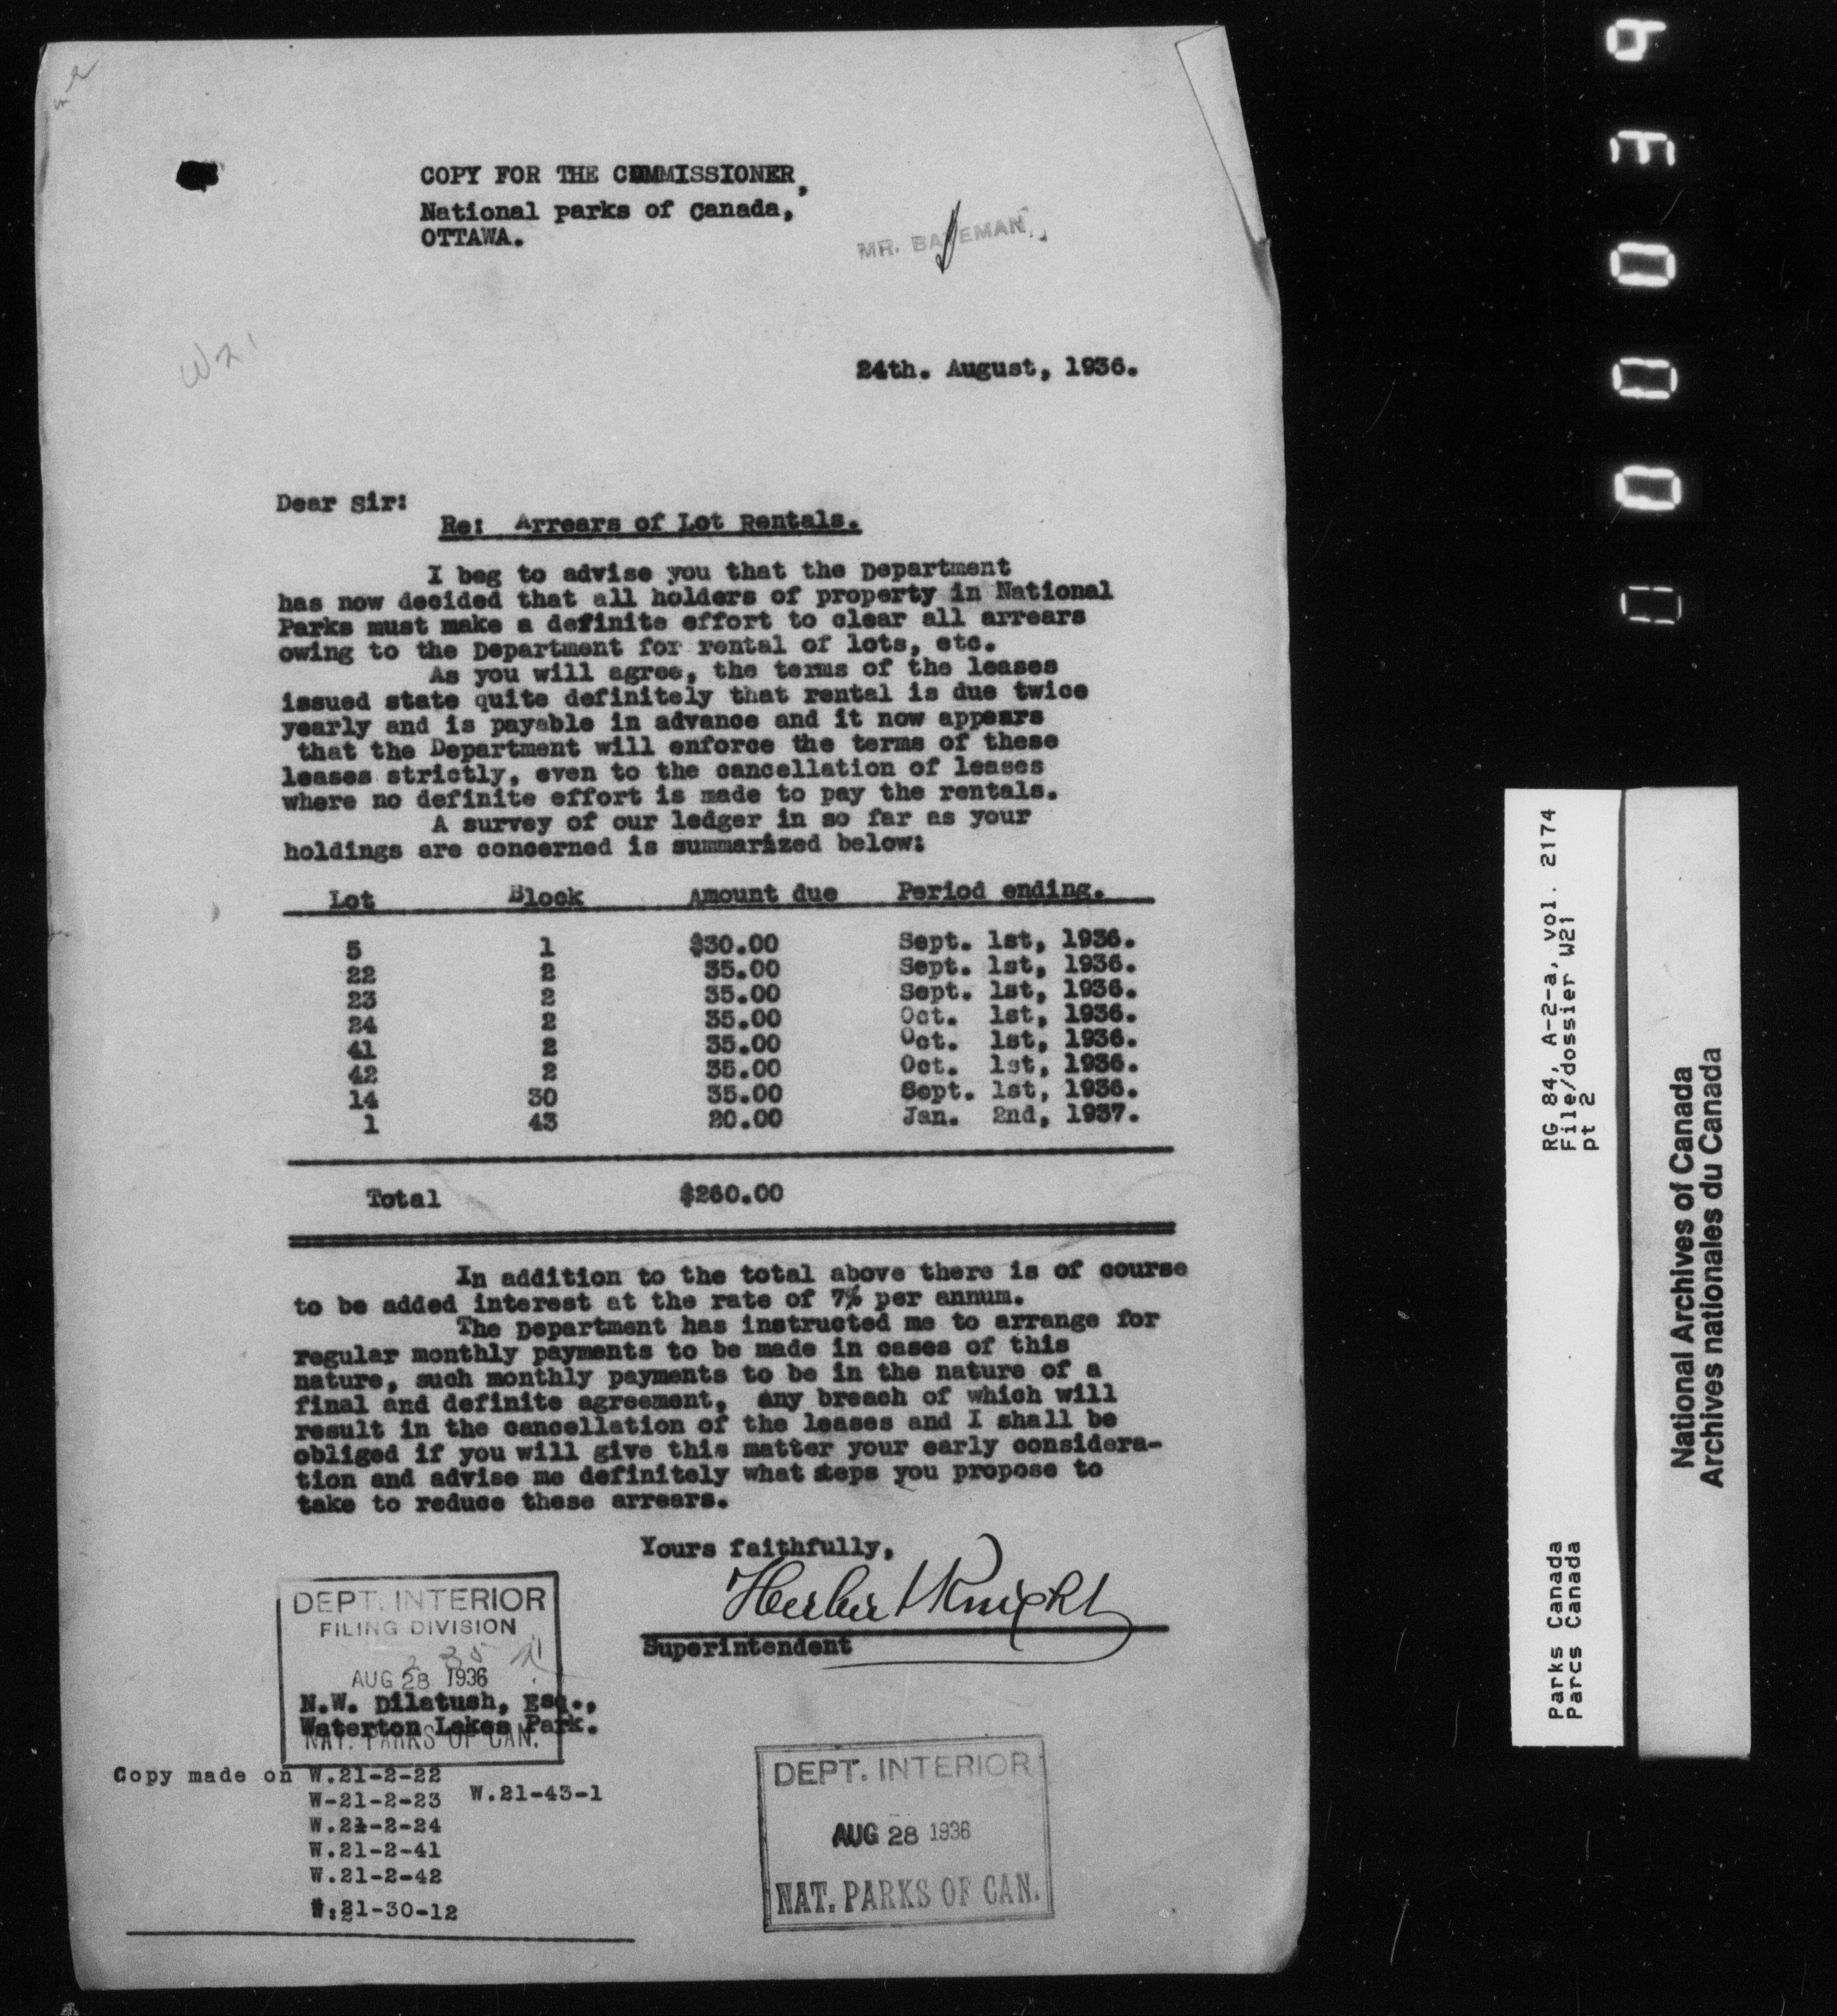 COPY FOR THE COMMISSIONER,
National Parks of Canada,
OTTAWA.
MR. BATEMAN
W21
24th. August, 1936.
Dear Sir:
Re: Arrears of Lot Rentals.
I beg to advise you that the Department
has now decided that all holders of property in National
Parks must make a definite effort to clear all arrears
owing to the Department for rental of lots, etc.
As you will agree, the terms of the leases
issued state quite definitely that rental is due twice
yearly and is payable in advance and it now appears
that the Department will enforce the terms of these
leases strictly, even to the cancellation of leases
where no definite effort is made to pay the rentals.
A survey of our ledger in so far as your
holdings are concerned is summarized below:
Lot Block Amount due Period ending.
5 1 $30.00 Sept. 1st, 1936.
22 2 35.00 Sept. 1st, 1936.
23 2 35.00 Sept. 1st, 1936.
24 2 35.00 Oct. 1st, 1936.
41 2 35.00 Oct. 1st, 1936.
42 2 35.00 Oct. 1st, 1936.
14 30 35.00 Sept. 1st, 1936.
1 43 20.00 Jan. 2nd, 1937.
Total $260.00
In addition to the total above there is of course
to be added interest at the rate of 7% per annum.
The Department has instructed me to arrange for
regular monthly payments to be made in cases of this
nature, such monthly payments to be in the nature of a
final and definite agreement, any breach of which will
result in the cancellation of the leases and I shall be
obliged if you will give this matter your early considera-
tion and advise me definitely what steps you propose to
take to reduce these arrears.
Yours faithfully,
Herbert Knight
Superintendent
DEPT. INTERIOR
FILING DIVISION
AUG 28 1936
NAT. PARKS OF CAN.
N.W. Dilatush, Esq.,
Waterton Lakes Park.
Copy made on W.21-2-22
W-21-2-23 W.21-43-1
W.21-2-24
W.21-2-41
W.21-2-42
W.21-30-12
DEPT. INTERIOR
AUG 28 1936
NAT. PARKS OF CAN.
RG 84, A-2-a, vol. 2174
File/dossier W21
pt 2
Parks Canada
Parcs Canada
National Archives of Canada
Archives nationales du Canada